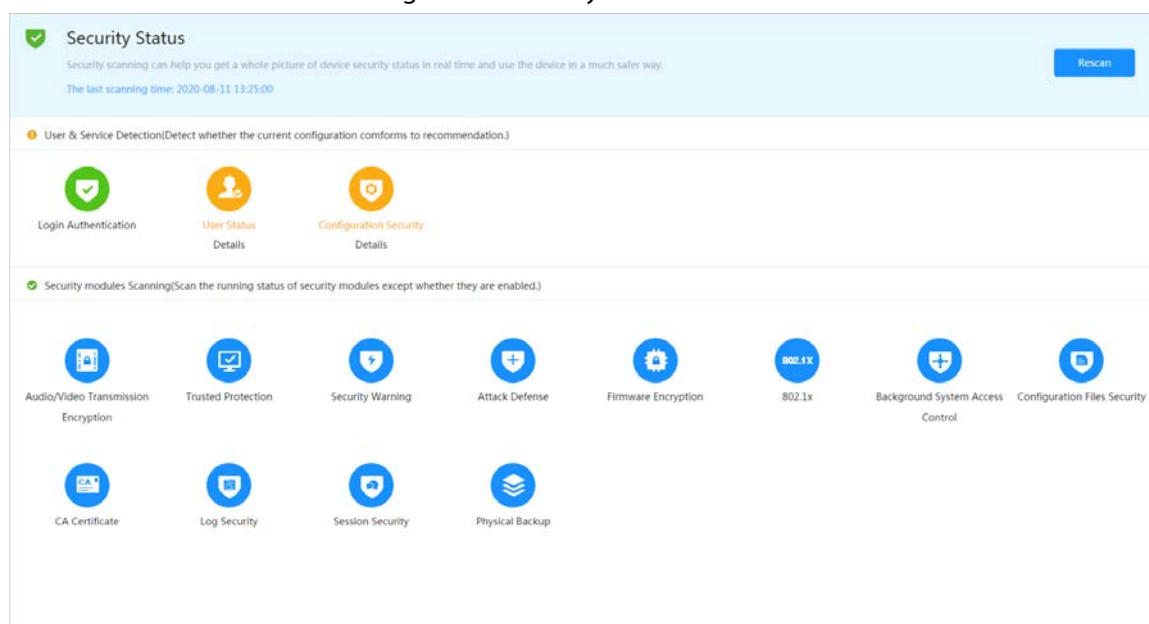 Security Status
Security scanning can help you get a whole picture of device security status in real time and use the device in a much safer way.
Rescan
The last scanning time: 2020-08-11 13:25:00
User & Service Detection(Detect whether the current configuration comforms to recommendation.)
Login Authentication
User Status
Configuration Security
Details
Details
Security modules Scanning(Scan the running status of security modules except whether they are enabled.)
802.1X
Audio/Video Transmission
Encryption
Trusted Protection
Security Warning
Attack Defense
Firmware Encryption
802.1x
Background System Access
Control
Configuration Files Security
CA
CA Certificate
Log Security
Session Security
Physical Backup